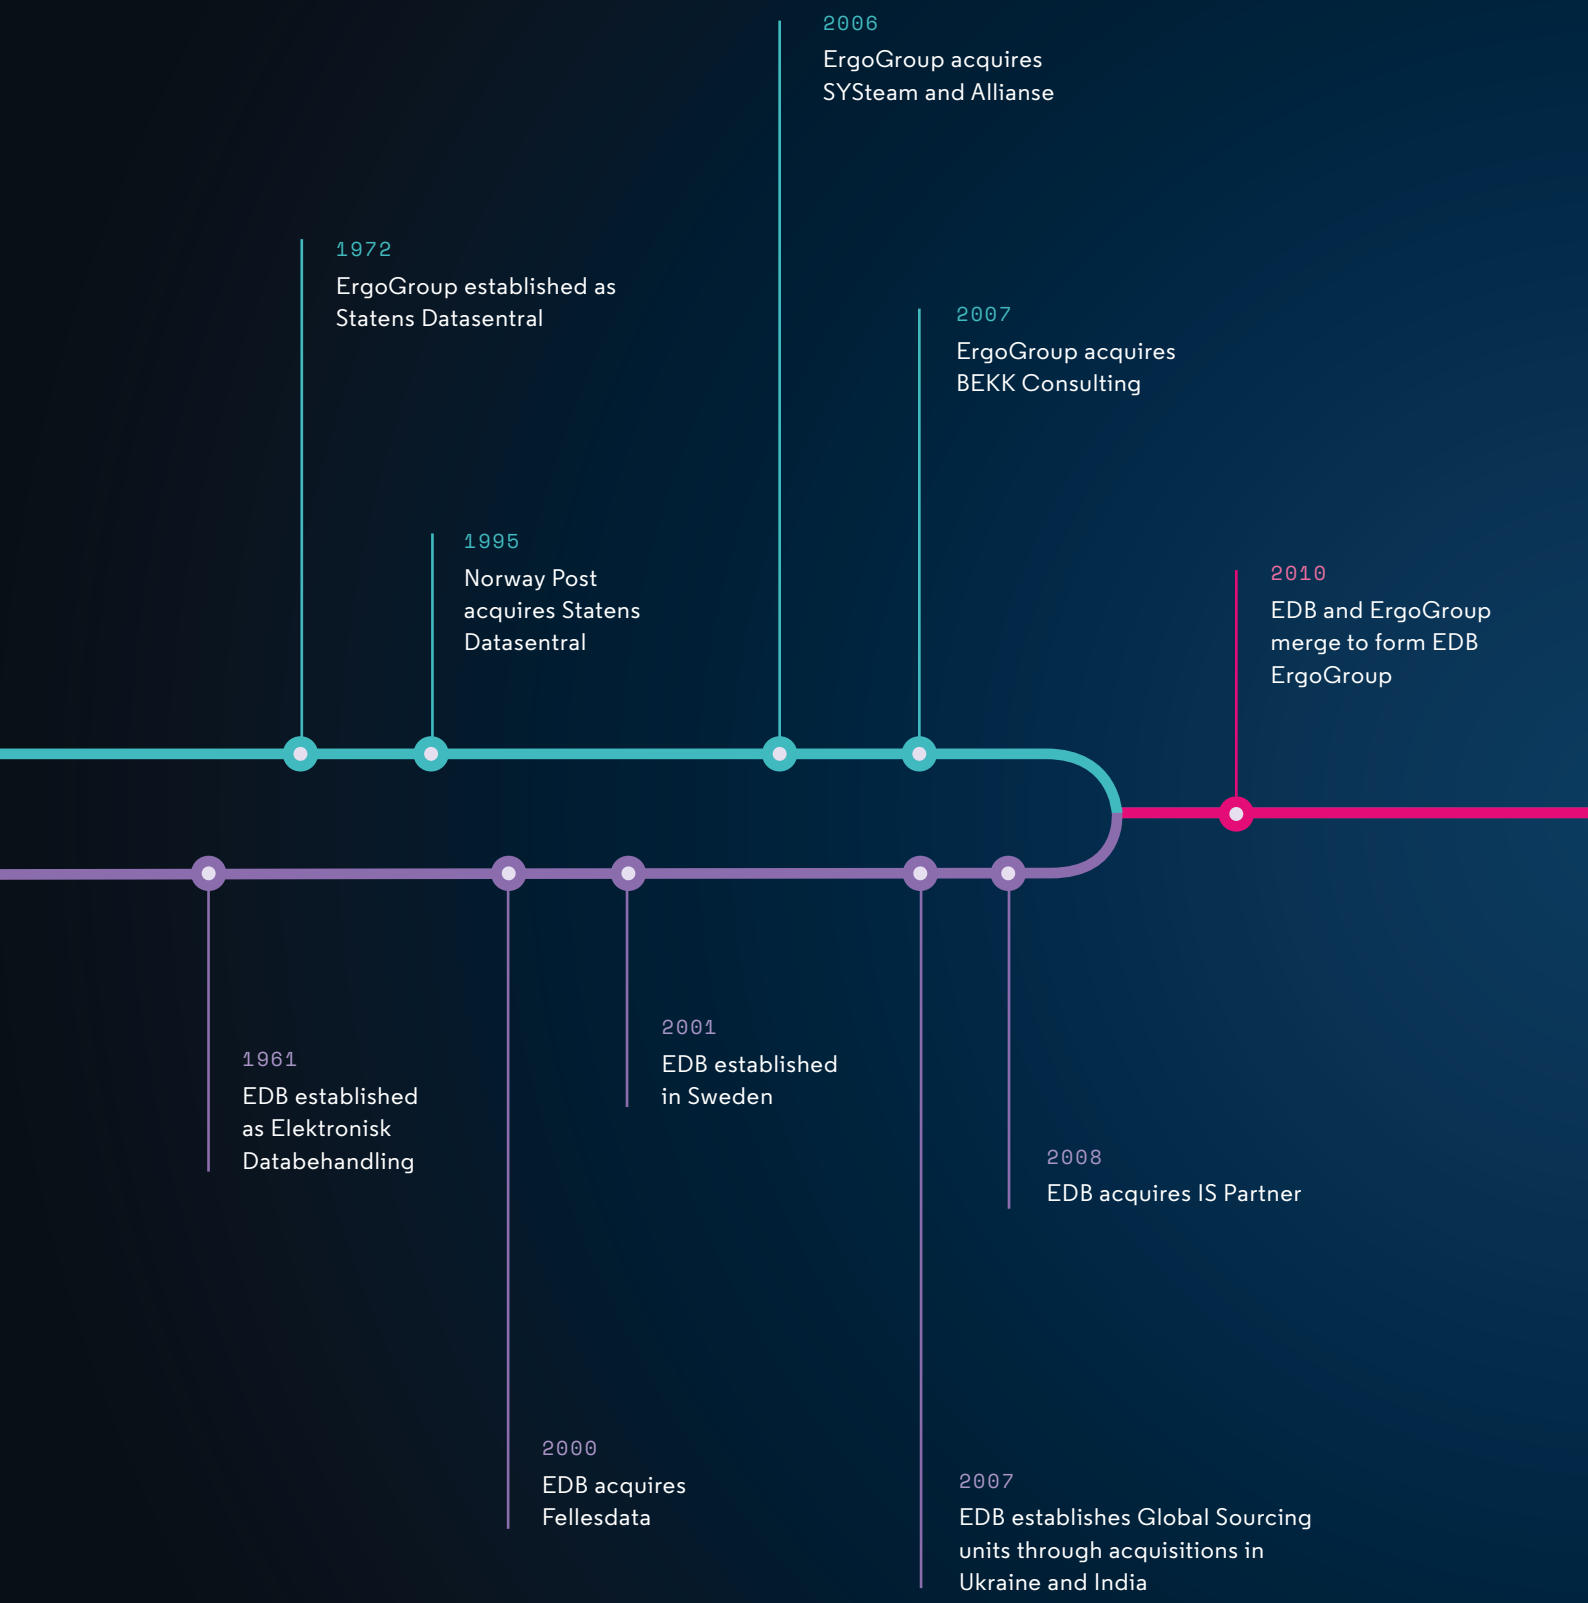 2006
ErgoGroup acquires
SYSteam and Allianse
1972
ErgoGroup established as
Statens Datasentral
2007
ErgoGroup acquires
BEKK Consulting
1995
Norway Post
acquires Statens
Datasentral
2010
EDB and ErgoGroup
merge to form EDB
ErgoGroup
1961
EDB established
as Elektronisk
Databehandling
2001
EDB established
in Sweden
2008
EDB acquires IS Partner
2000
EDB acquires
Fellesdata
2007
EDB establishes Global Sourcing
units through acquisitions in
Ukraine and India